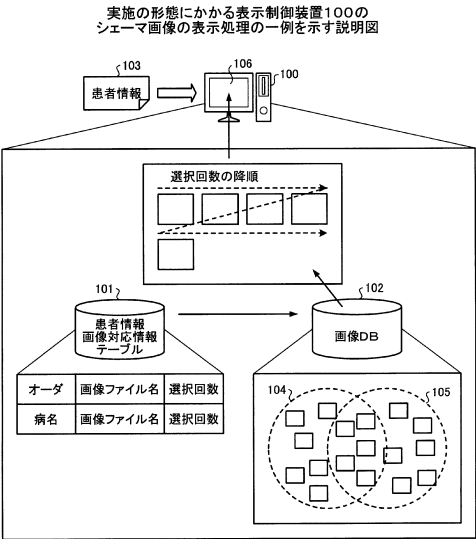 実施の形態にかかる表示制御装置100の
シェーマ画像の表示処理の一例を示す説明図
103
106
100
患者情報
選択回数の降順
101
102
患者情報
画像対応情報
テーブル
画像DB
オーダ 画像ファイル名 選択回数
病名 画像ファイル名 選択回数
104
105